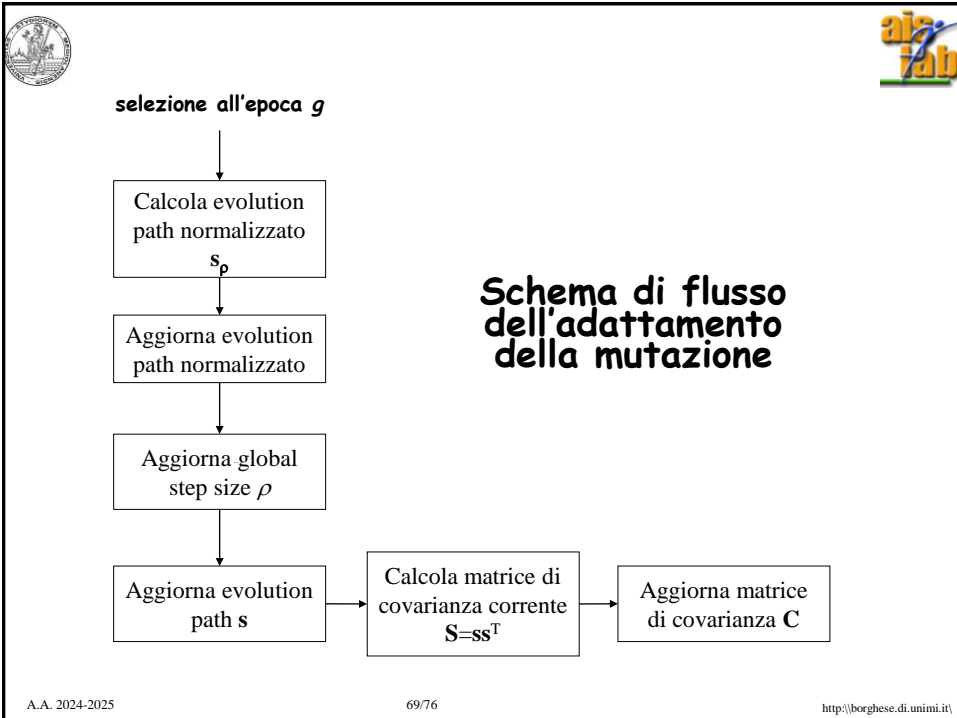 ais
lab
selezione all'epoca g
Calcola evolution
path normalizzato
sρ
Schema di flusso
dell'adattamento
della mutazione
Aggiorna evolution
path normalizzato
Aggiorna global
step size ρ
Aggiorna evolution
path s
Calcola matrice di
covarianza corrente
S=ssᵀ
Aggiorna matrice
di covarianza C
A.A. 2024-2025
69/76
http:\\borghese.di.unimi.it\